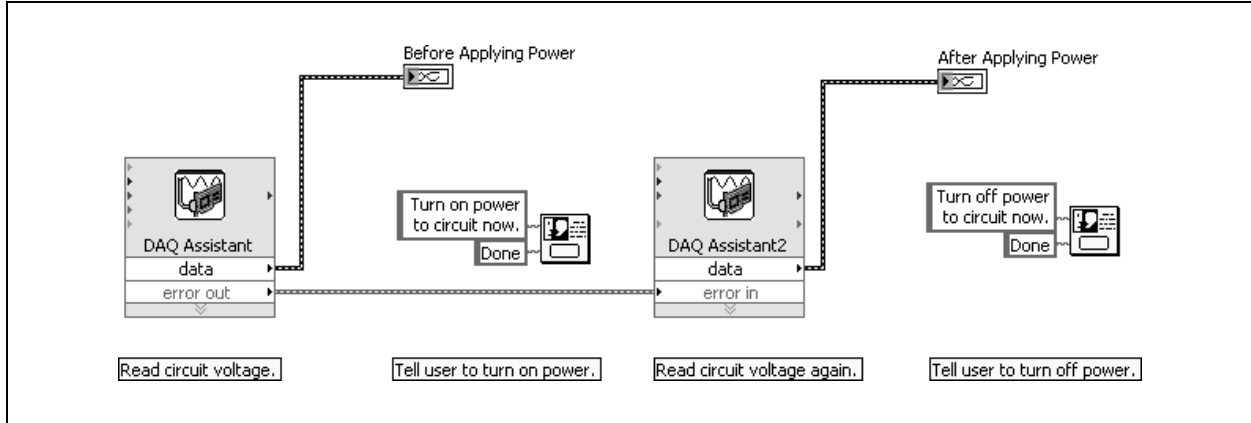 Before Applying Power
After Applying Power
Turn on power
to circuit now.
Done
Turn off power
to circuit now.
Done
DAQ Assistant
data
error out
DAQ Assistant2
data
error in
Read circuit voltage.
Tell user to turn on power.
Read circuit voltage again.
Tell user to turn off power.